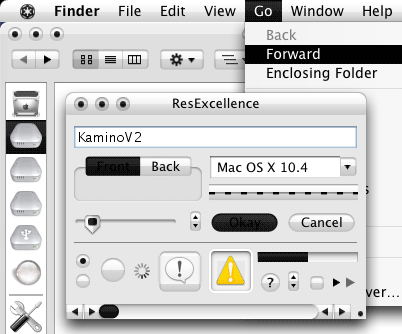 Finder File Edit View Go Window Help
Back
Forward
Enclosing Folder
ResExcellence
KaminoV2
Front Back
Mac OS X 10.4
Okay Cancel
?
ver...